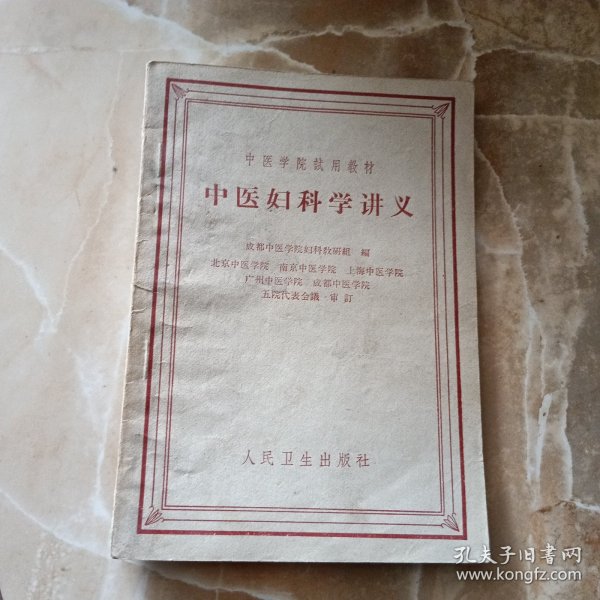 中医学院試用教材
中医妇科学讲义
成都中医学院妇科教研組 編
北京中医学院 南京中医学院 上海中医学院
广州中医学院 成都中医学院
五院代表会議 审訂
人民卫生出版社
孔夫子旧书网
www.kongfz.com